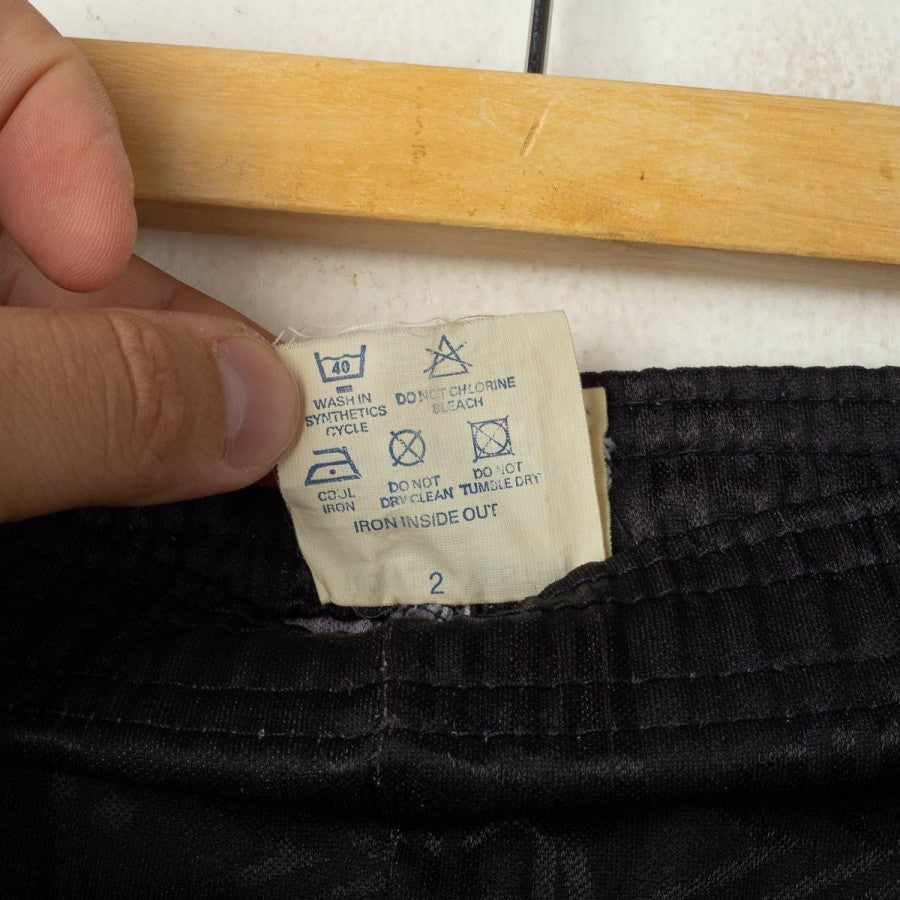 40
WASH IN
SYNTHETICS
CYCLE
DO NOT CHLORINE
BLEACH
COOL
IRON
DO NOT
DRY CLEAN
DO NOT
TUMBLE DRY
IRON INSIDE OUT
2